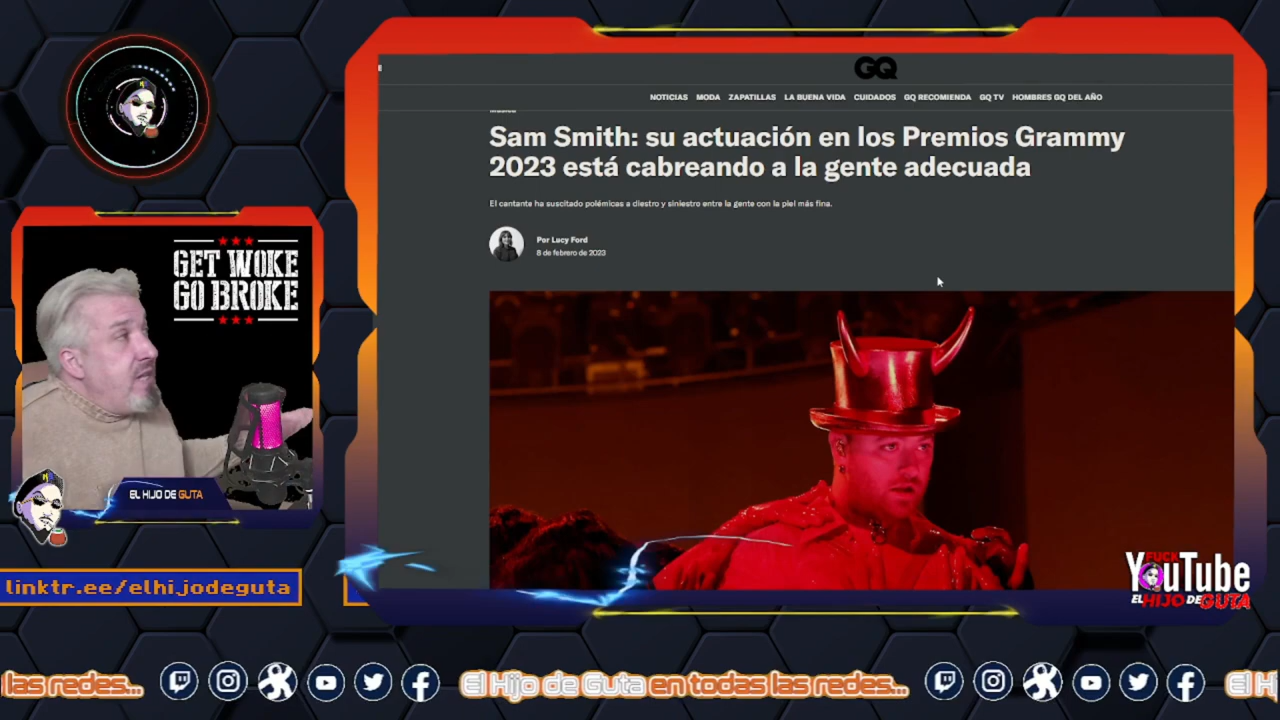 GQ
NOTICIAS MODA ZAPATILLAS LA BUENA VIDA CUIDADOS GQ RECOMIENDA GQ TV HOMBRES GQ DEL AÑO
Sam Smith: su actuación en los Premios Grammy
2023 está cabreando a la gente adecuada
El cantante ha suscitado polémicas a diestro y siniestro entre la gente con la piel más fina.
Por Lucy Ford
8 de febrero de 2023
GET WOKE
GO BROKE
EL HIJO DE GUTA
linktr.ee/elhijodeguta
FUCK
YouTube
EL HIJO DE GUTA
las redes... El Hijo de Guta en todas las redes... El H